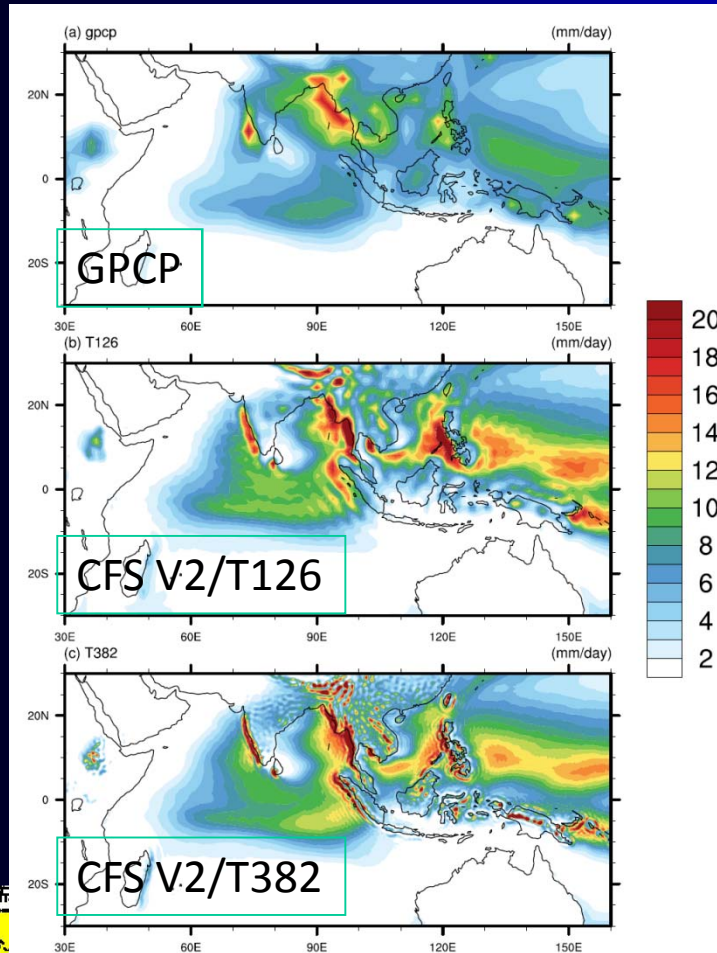 (a) gpcp (mm/day)
20N
0
20S
GPCP
30E 60E 90E 120E 150E
(b) T126 (mm/day)
20N
0
20S
CFS V2/T126
30E 60E 90E 120E 150E
(c) T382 (mm/day)
20N
0
20S
CFS V2/T382
30E 60E 90E 120E 150E
20
18
16
14
12
10
8
6
4
2